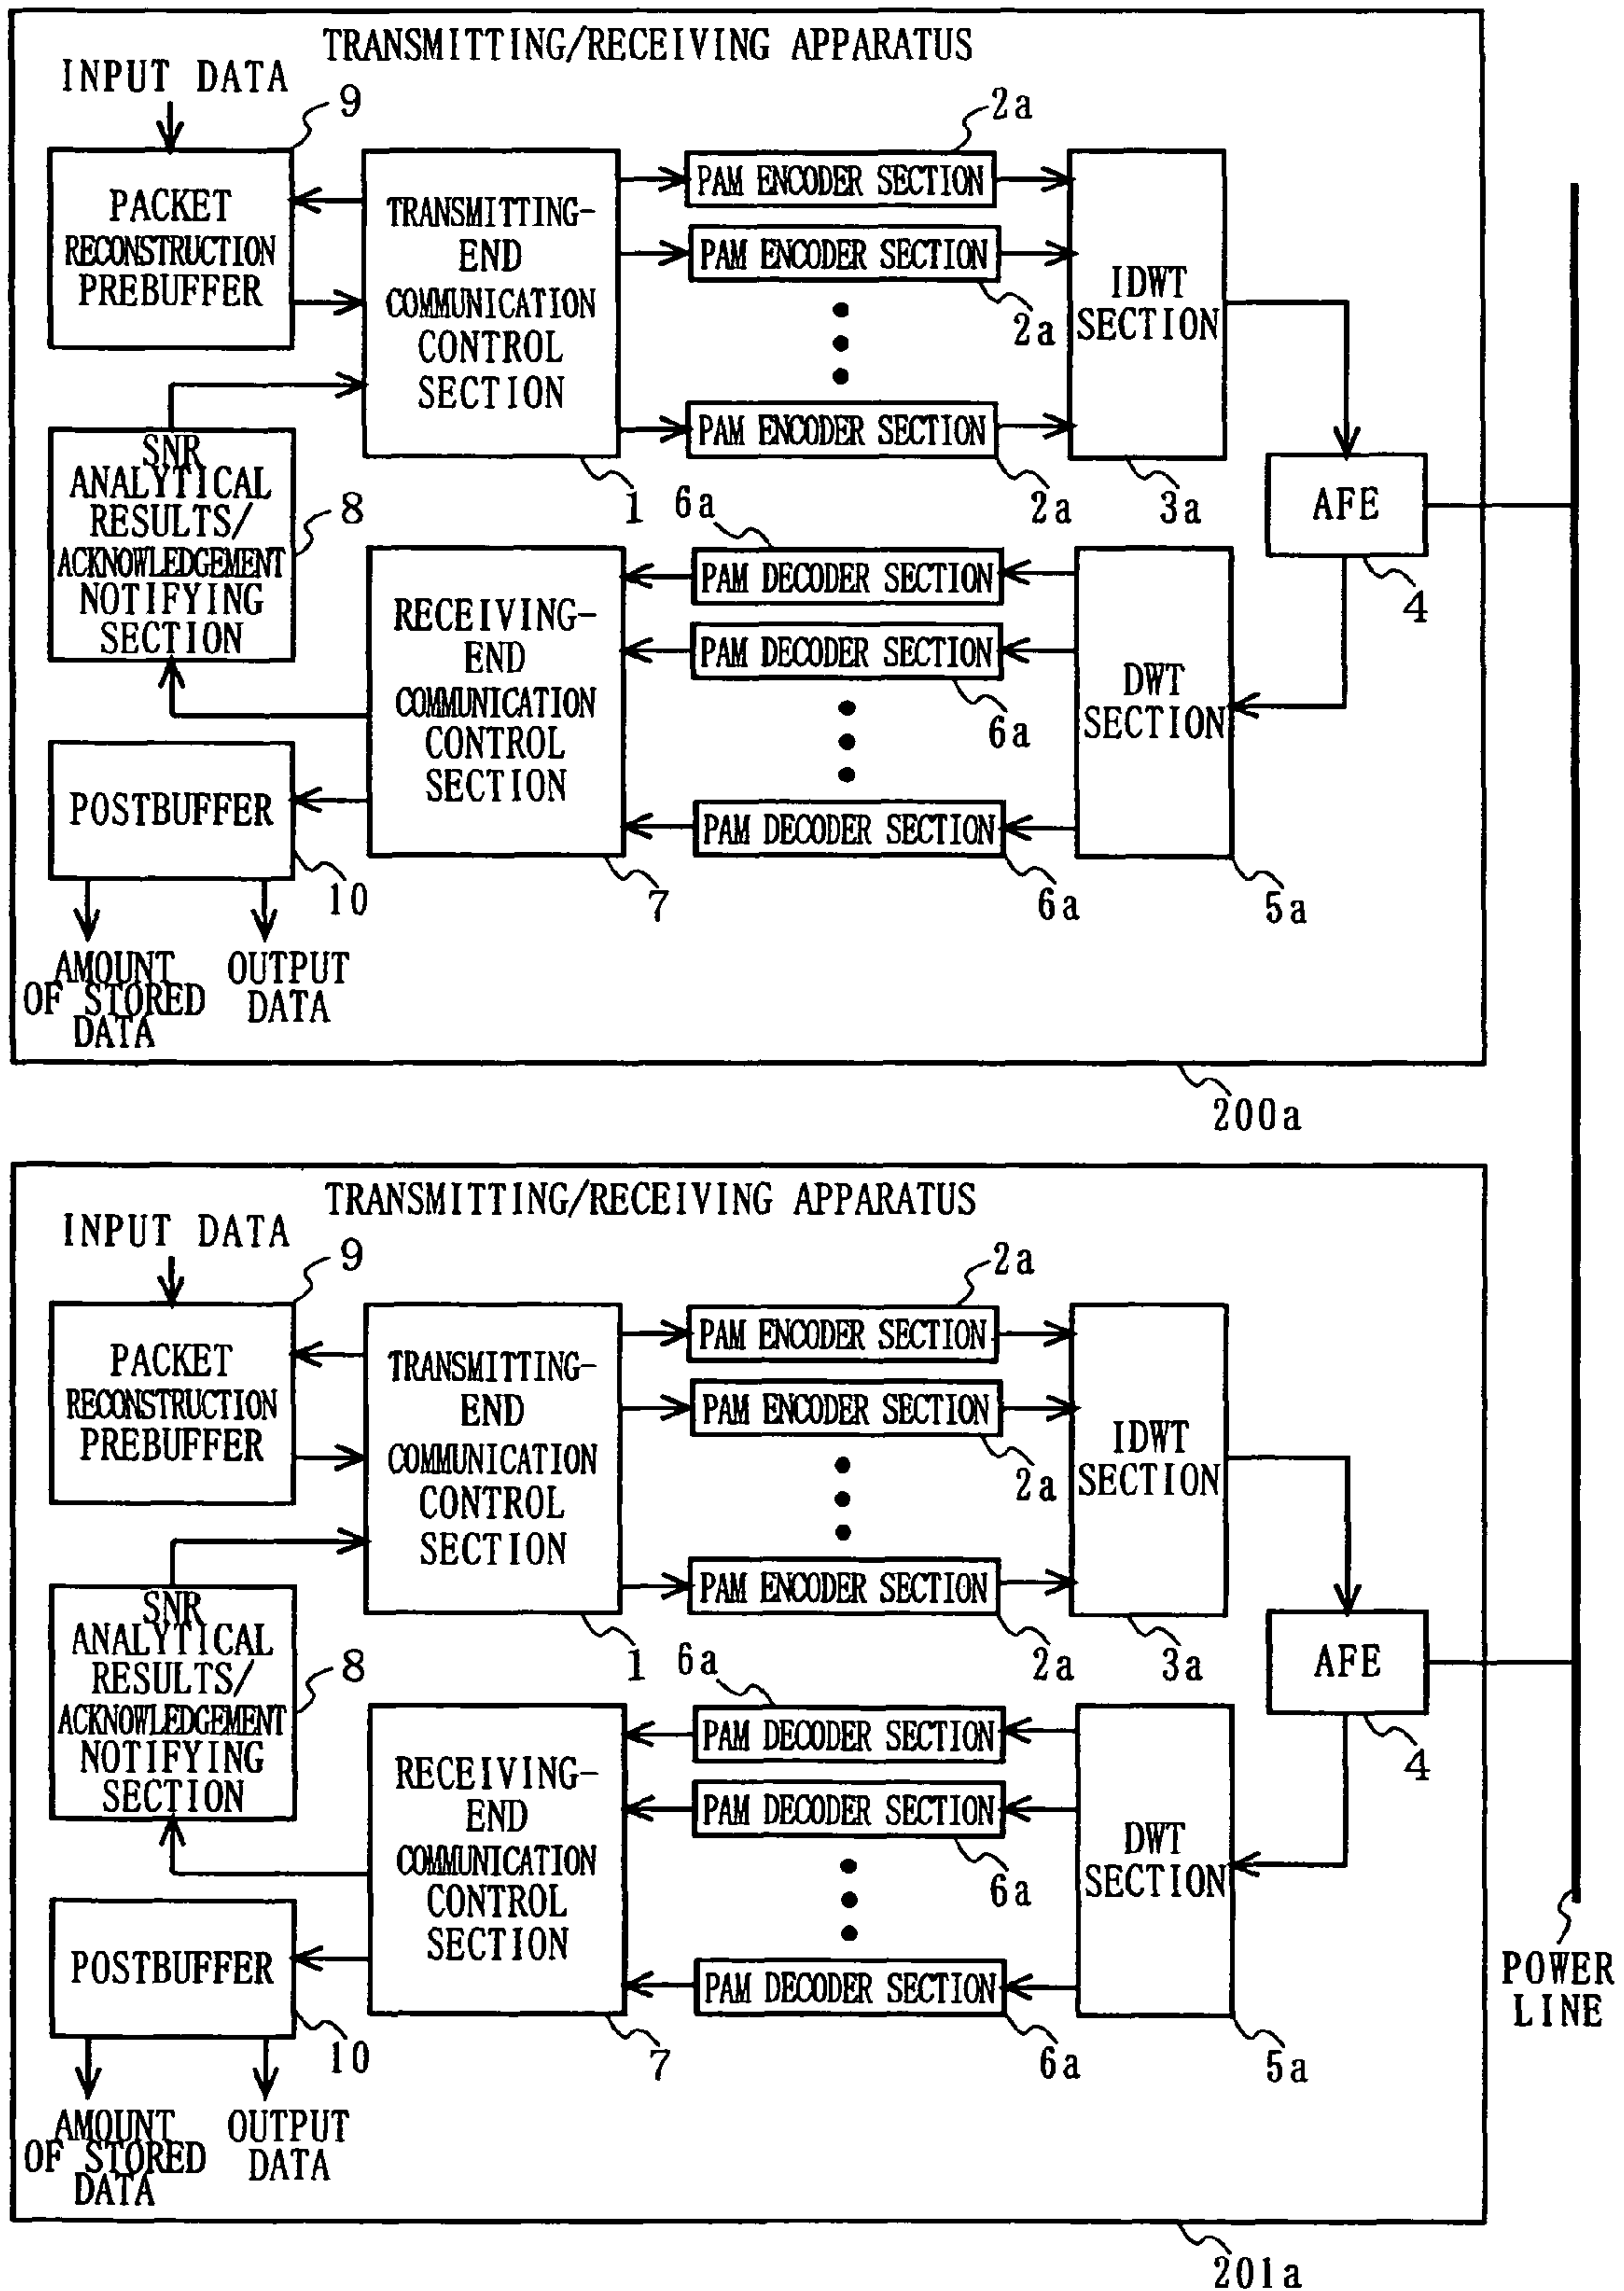 TRANSMITTING/RECEIVING APPARATUS
INPUT DATA
9
2a
PACKET
RECONSTRUCTION
PREBUFFER
TRANSMITTING-
END
COMMUNICATION
CONTROL
SECTION
PAM ENCODER SECTION
PAM ENCODER SECTION
2a
PAM ENCODER SECTION
IDWT
SECTION
1
2a
3a
SNR
ANALYTICAL
RESULTS/
ACKNOWLEDGEMENT
NOTIFYING
SECTION
8
6a
AFE
4
RECEIVING-
END
COMMUNICATION
CONTROL
SECTION
PAM DECODER SECTION
PAM DECODER SECTION
6a
PAM DECODER SECTION
DWT
SECTION
POSTBUFFER
10
7
6a
5a
AMOUNT
OF STORED
DATA
OUTPUT
DATA
200a
TRANSMITTING/RECEIVING APPARATUS
INPUT DATA
9
2a
PACKET
RECONSTRUCTION
PREBUFFER
TRANSMITTING-
END
COMMUNICATION
CONTROL
SECTION
PAM ENCODER SECTION
PAM ENCODER SECTION
2a
PAM ENCODER SECTION
IDWT
SECTION
1
2a
3a
SNR
ANALYTICAL
RESULTS/
ACKNOWLEDGEMENT
NOTIFYING
SECTION
8
6a
AFE
4
RECEIVING-
END
COMMUNICATION
CONTROL
SECTION
PAM DECODER SECTION
PAM DECODER SECTION
6a
PAM DECODER SECTION
DWT
SECTION
POWER
LINE
POSTBUFFER
10
7
6a
5a
AMOUNT
OF STORED
DATA
OUTPUT
DATA
201a